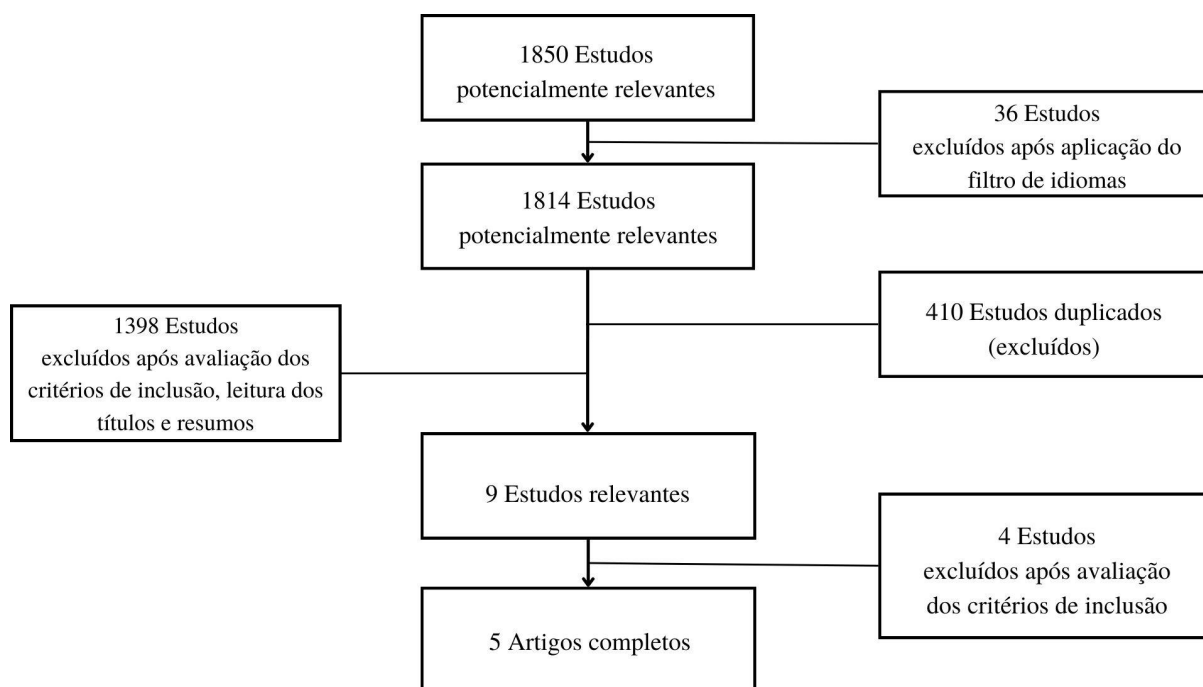 1850 Estudos
potencialmente relevantes
36 Estudos
excluídos após aplicação do
filtro de idiomas
1814 Estudos
potencialmente relevantes
410 Estudos duplicados
(excluídos)
1398 Estudos
excluídos após avaliação dos
critérios de inclusão, leitura dos
títulos e resumos
9 Estudos relevantes
4 Estudos
excluídos após avaliação
dos critérios de inclusão
5 Artigos completos